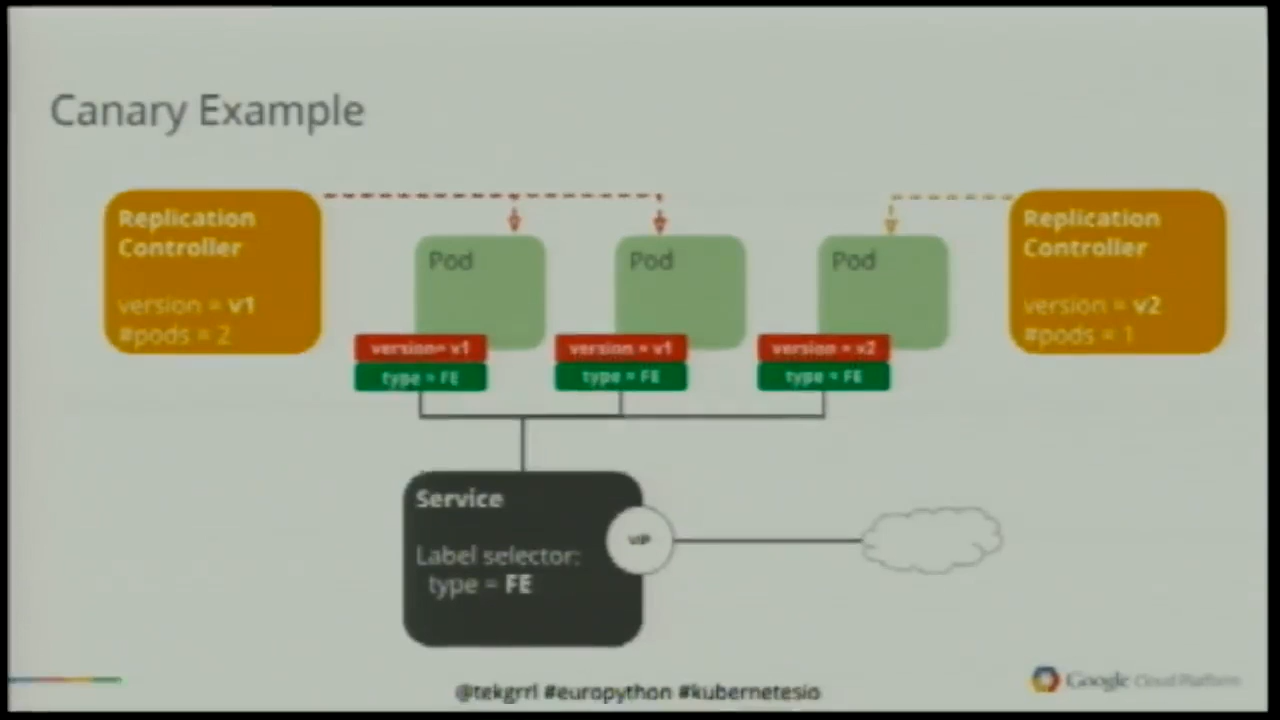 Canary Example
Replication
Controller
version = v1
#pods = 2
Pod
version= v1
type = FE
Pod
version = v1
type = FE
Pod
version = v2
type = FE
Replication
Controller
version = v2
#pods = 1
Service
Label selector:
type = FE
VIP
@tekgrrl #europython #kubernetesio
Google Cloud Platform